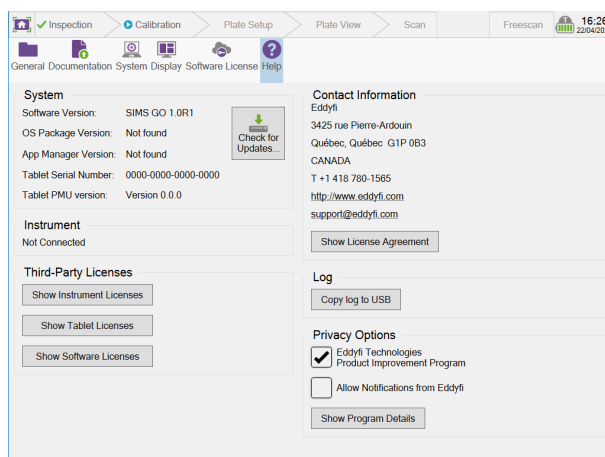 Inspection
Calibration
Plate Setup
Plate View
Scan
Freescan
16:26
22/04/20
General Documentation System Display Software License Help
System
Software Version: SIMS GO 1.0R1
OS Package Version: Not found
App Manager Version: Not found
Tablet Serial Number: 0000-0000-0000-0000
Tablet PMU version: Version 0.0.0
Check for
Updates...
Instrument
Not Connected
Third-Party Licenses
Show Instrument Licenses
Show Tablet Licenses
Show Software Licenses
Contact Information
Eddyfi
3425 rue Pierre-Ardouin
Québec, Québec G1P 0B3
CANADA
T +1 418 780-1565
http://www.eddyfi.com
support@eddyfi.com
Show License Agreement
Log
Copy log to USB
Privacy Options
Eddyfi Technologies
Product Improvement Program
Allow Notifications from Eddyfi
Show Program Details